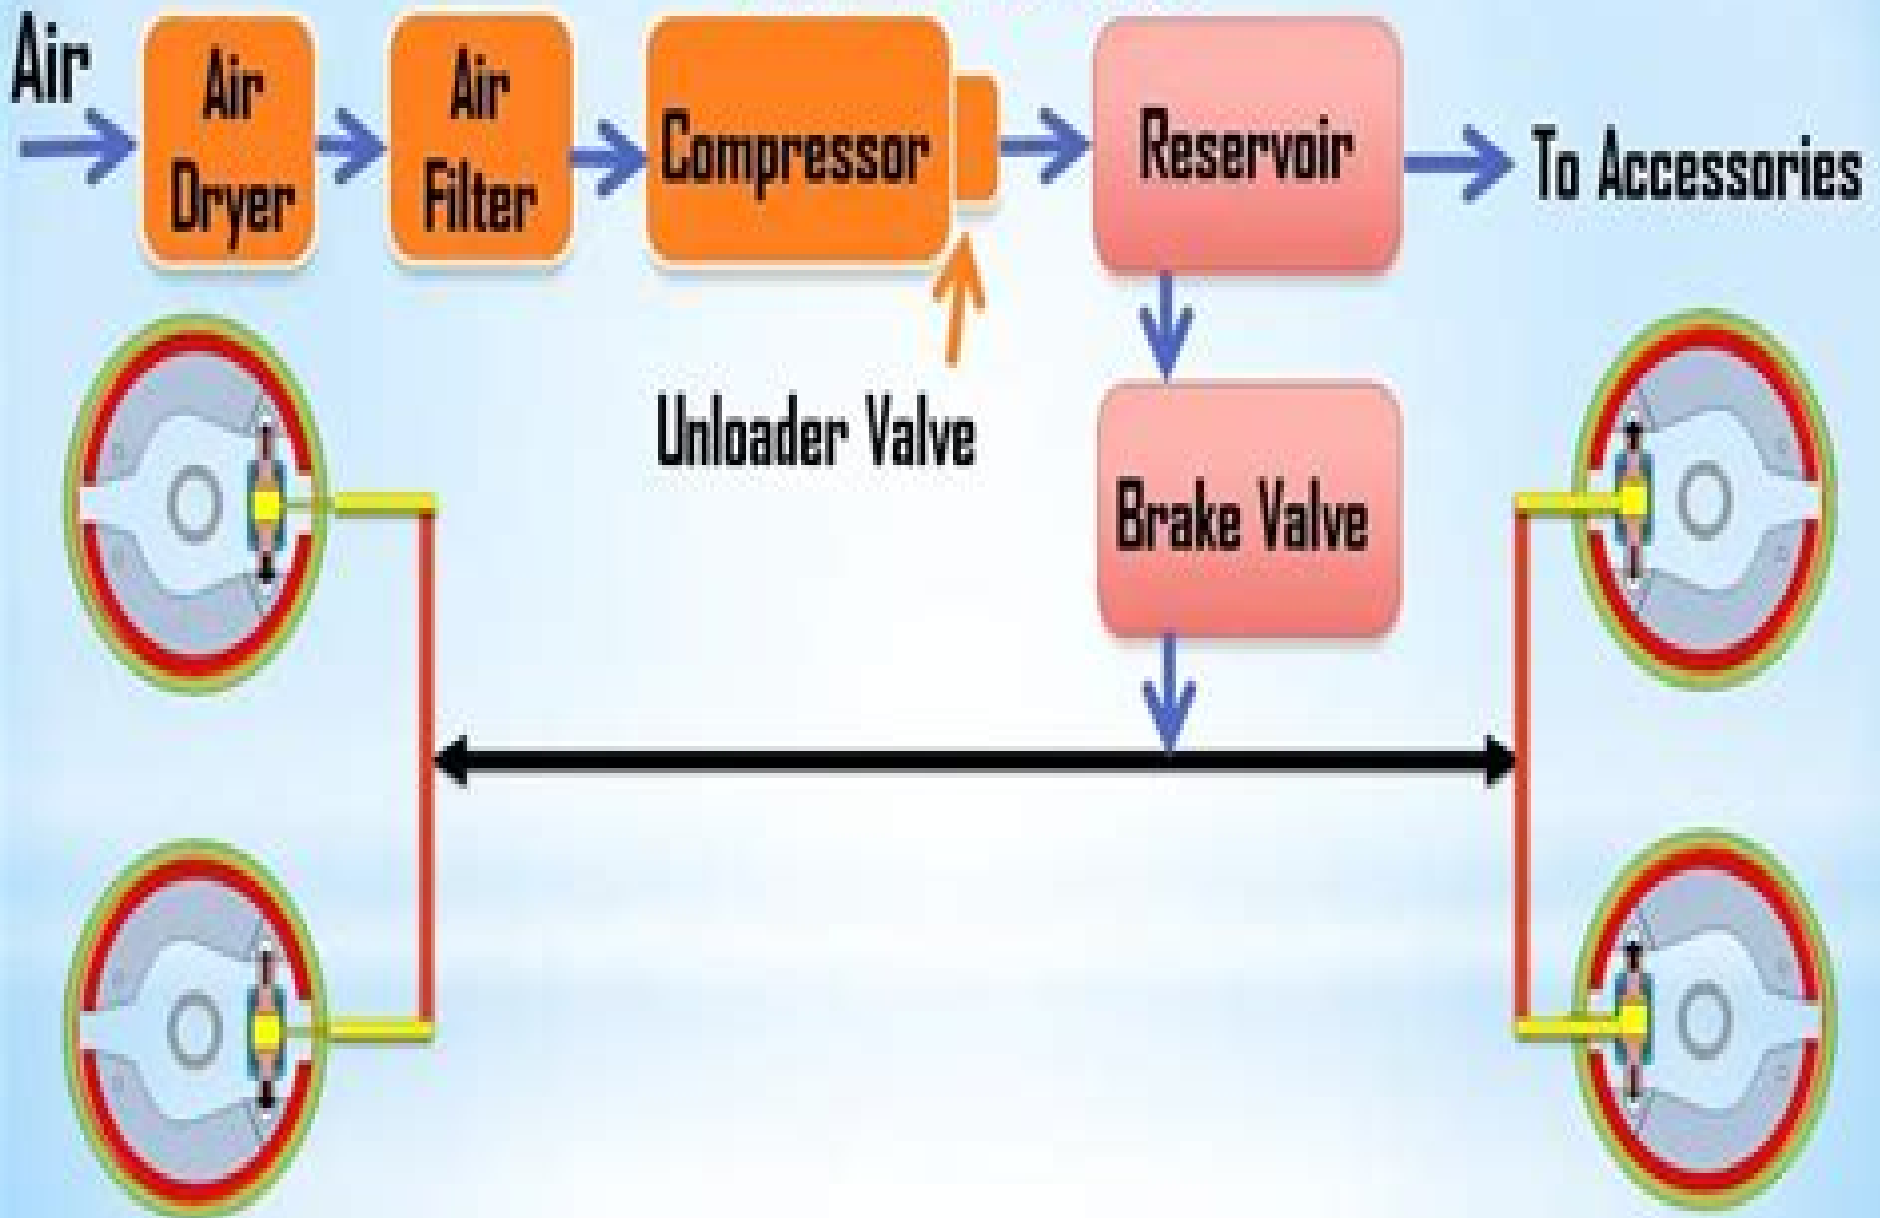 Air
Air
Dryer
Air
Filter
Compressor
Reservoir
To Accessories
Unloader Valve
Brake Valve